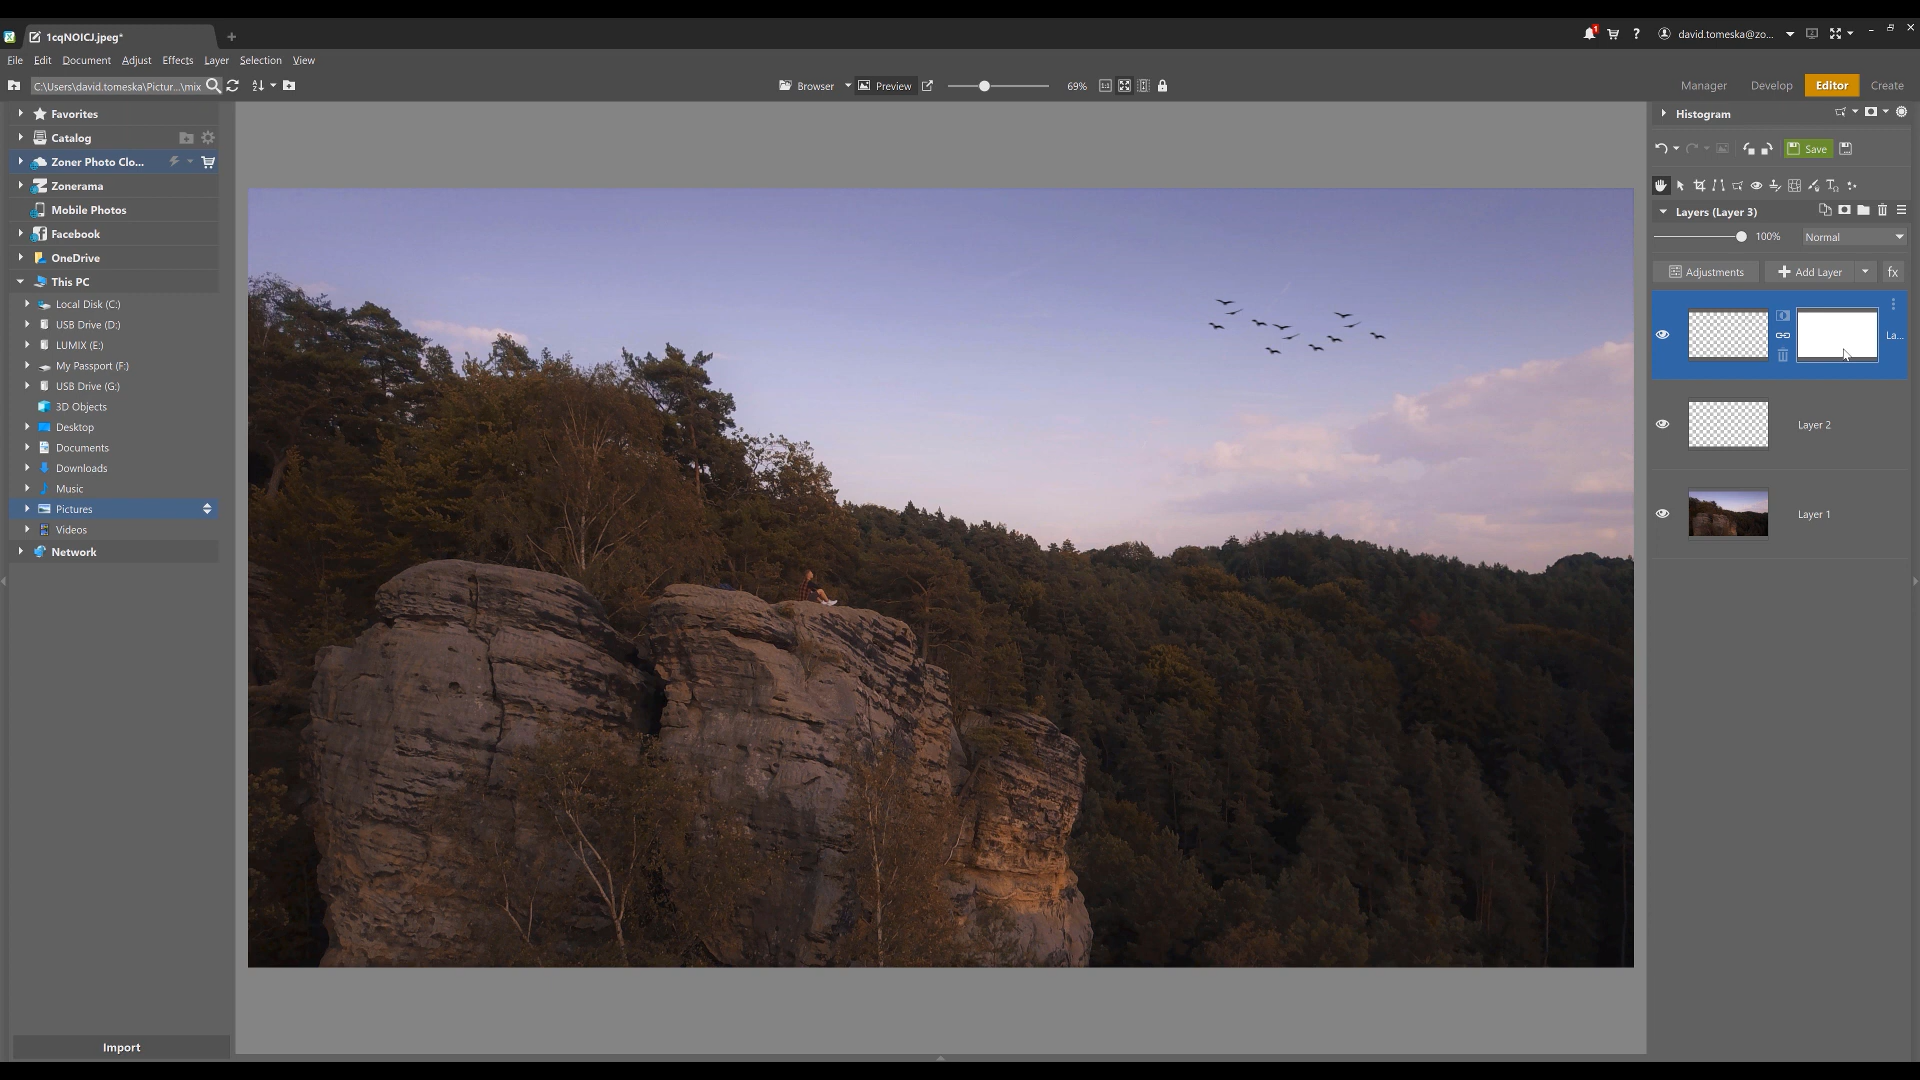 1cqNOICJ.jpeg*
david.tomeska@zo...
File Edit Document Adjust Effects Layer Selection View
C:\Users\david.tomeska\Pictur...\mix
Browser Preview 69%
Manager Develop Editor Create
Favorites
Catalog
Zoner Photo Clo...
Zonerama
Mobile Photos
Facebook
OneDrive
This PC
Local Disk (C:)
USB Drive (D:)
LUMIX (E:)
My Passport (F:)
USB Drive (G:)
3D Objects
Desktop
Documents
Downloads
Music
Pictures
Videos
Network
Import
Histogram
Save
Layers (Layer 3)
100% Normal
Adjustments Add Layer fx
La...
Layer 2
Layer 1